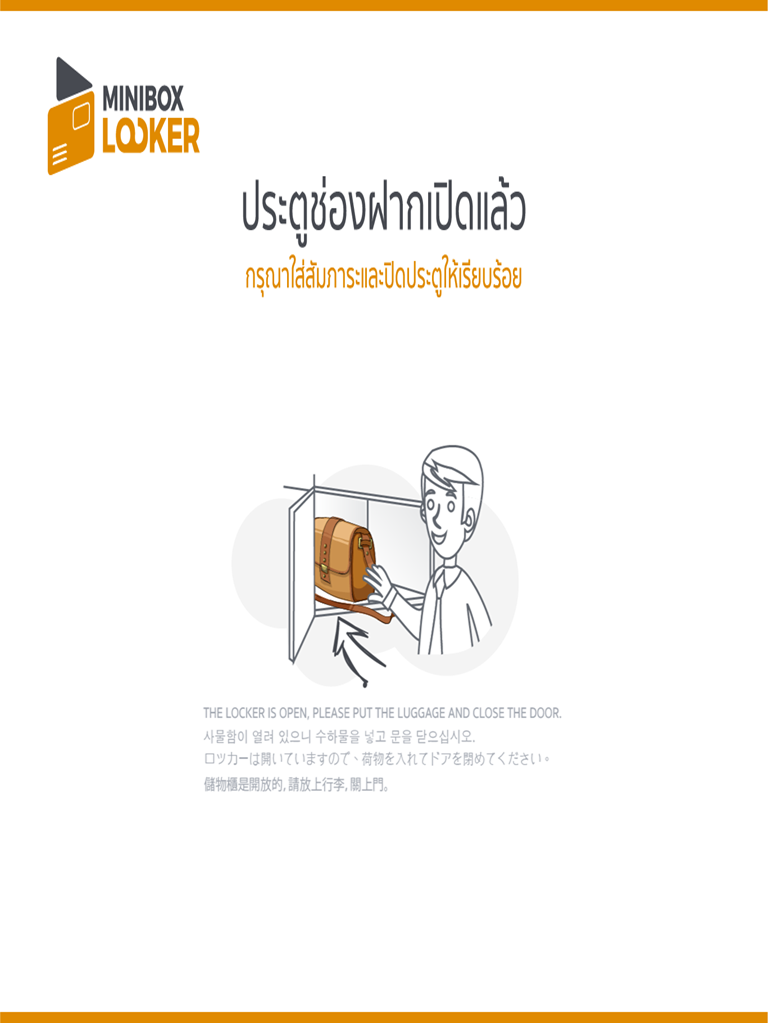 MINIBOX
LOCKER
ประตูช่องฝากเปิดแล้ว
กรุณาใส่สัมภาระและปิดประตูให้เรียบร้อย
THE LOCKER IS OPEN, PLEASE PUT THE LUGGAGE AND CLOSE THE DOOR.
사물함이 열려 있으니 수하물을 넣고 문을 닫으십시오.
ロツカーは開いていますので、荷物を入れてドアを閉めてください。
儲物櫃是開放的, 請放上行李, 關上門。